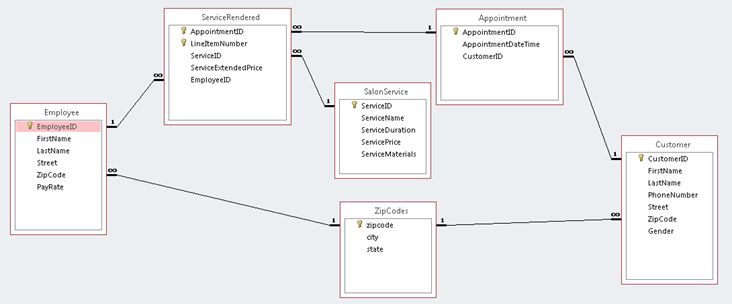 ServiceRendered
AppointmentID
LineItemNumber
ServiceID
ServiceExtendedPrice
EmployeeID
Appointment
AppointmentID
AppointmentDateTime
CustomerID
SalonService
ServiceID
ServiceName
ServiceDuration
ServicePrice
ServiceMaterials
Employee
EmployeeID
FirstName
LastName
Street
ZipCode
PayRate
Customer
CustomerID
FirstName
LastName
PhoneNumber
Street
ZipCode
Gender
ZipCodes
zipcode
city
state
∞ 1
∞ 1
∞ 1
∞ 1
∞ 1
1 ∞